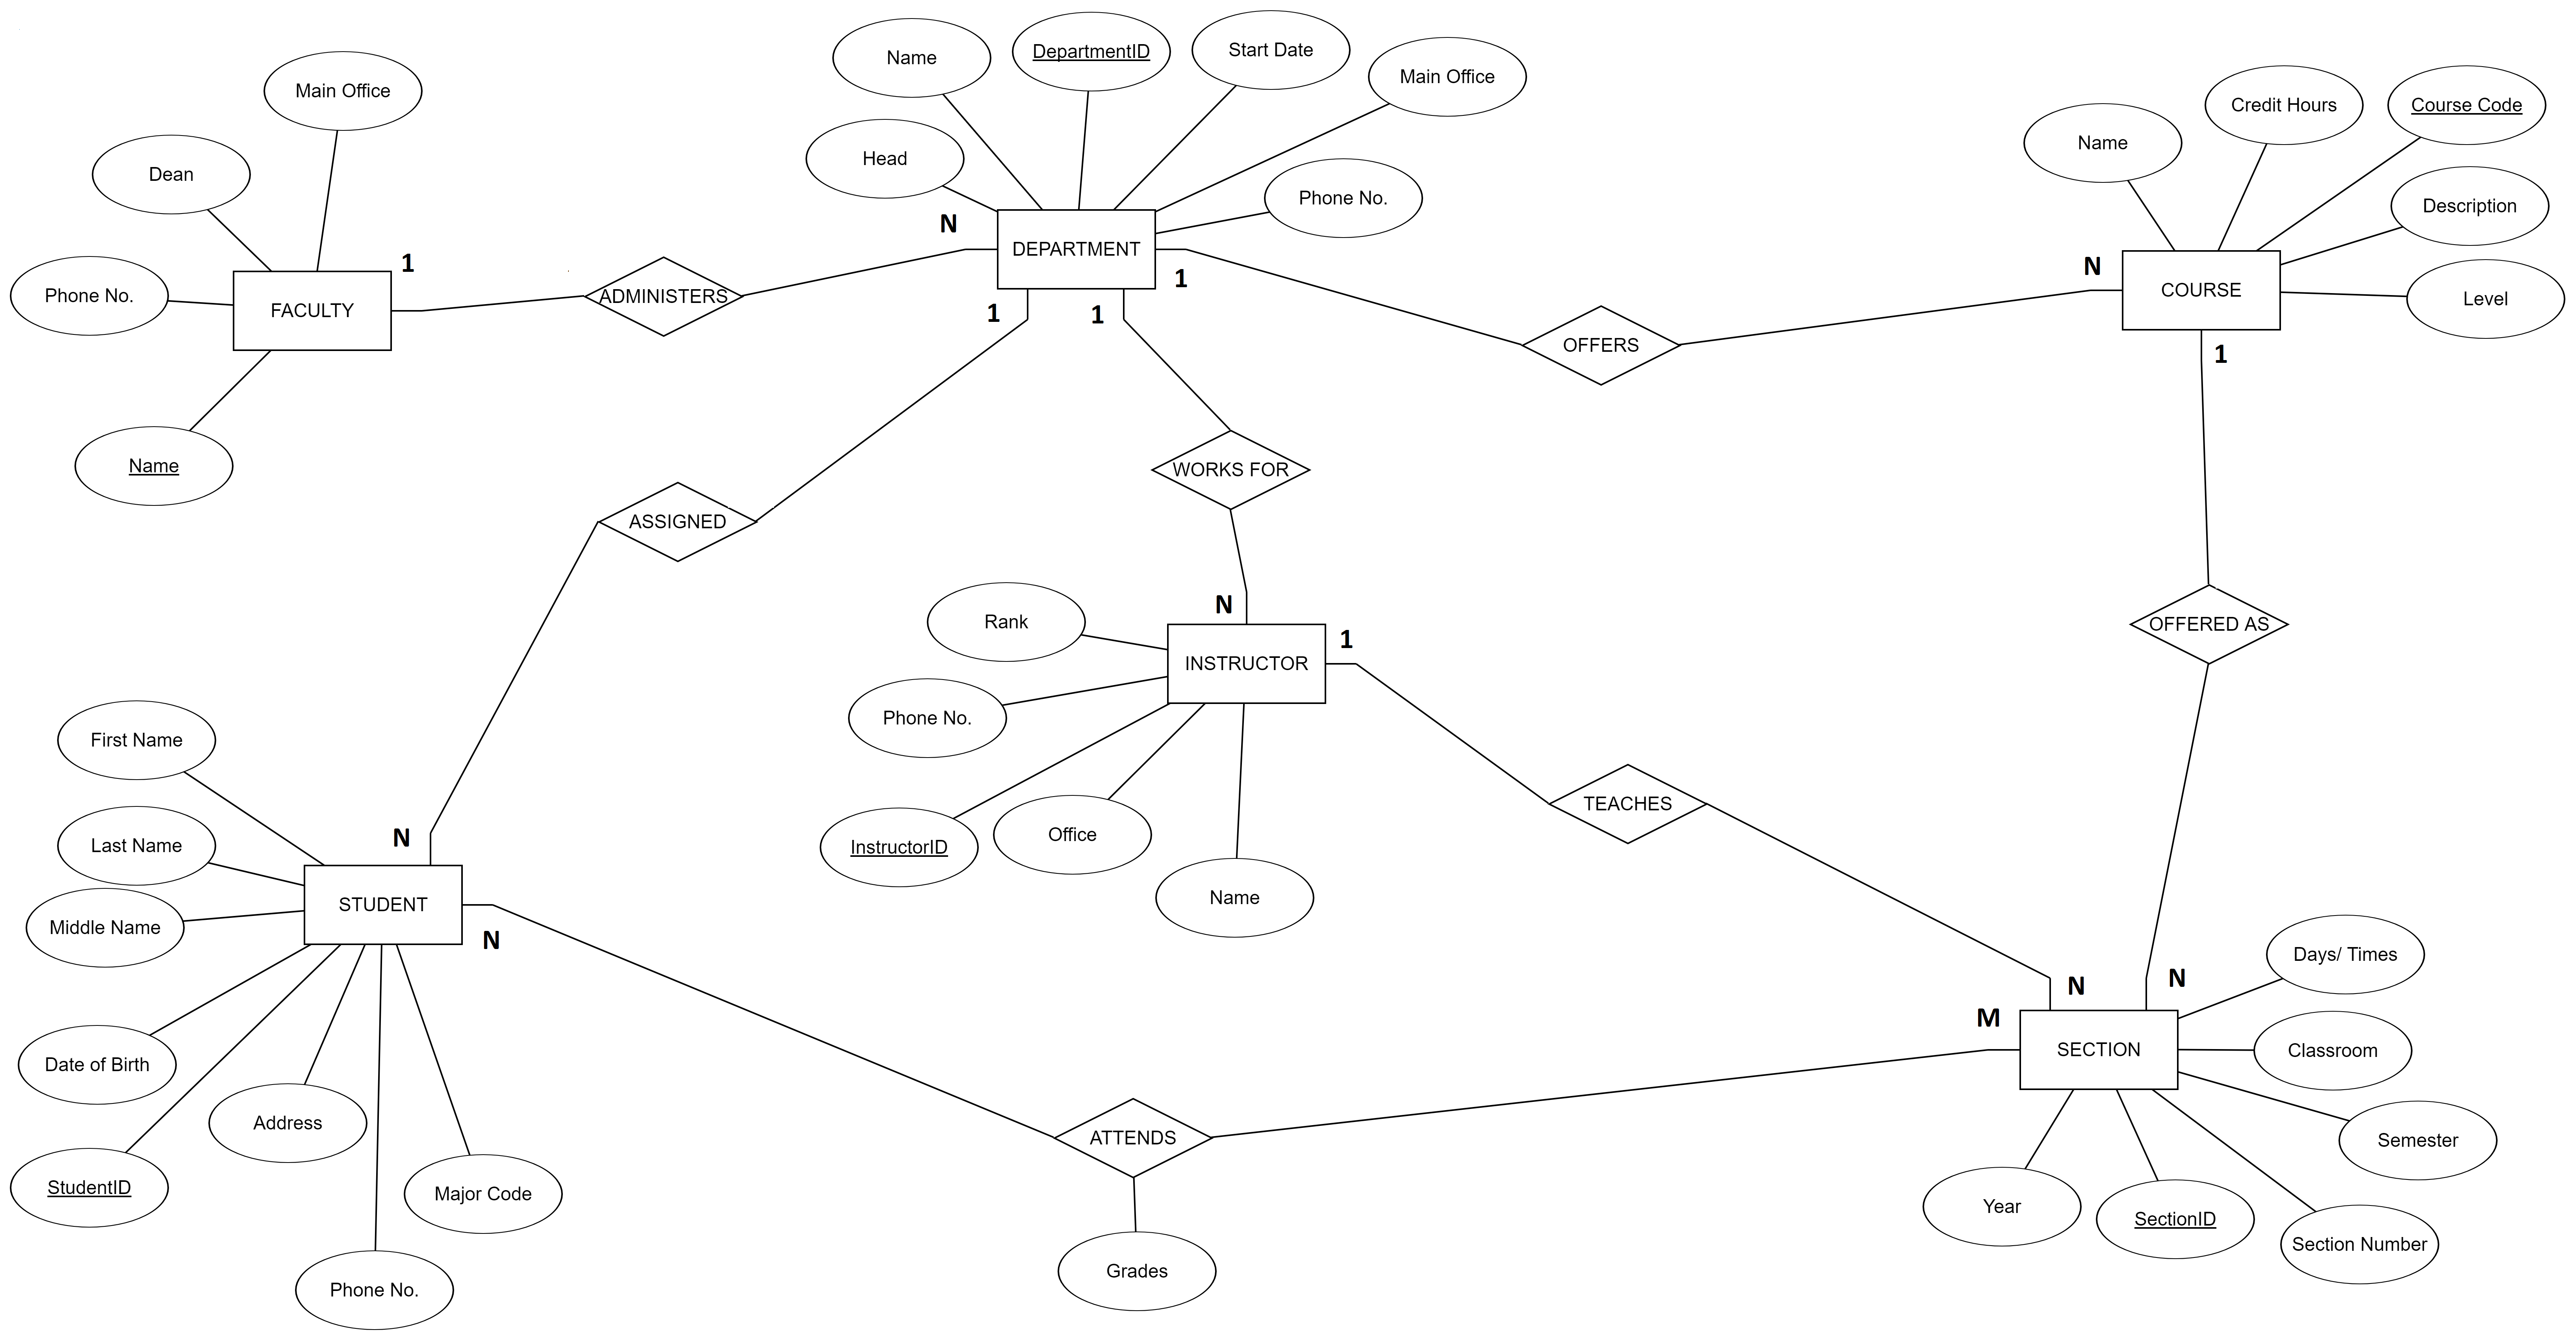 Name
DepartmentID
Start Date
Main Office
Head
Phone No.
N
DEPARTMENT
1
1
1
Main Office
Dean
Phone No.
1
FACULTY
Name
ADMINISTERS
Name
Credit Hours
Course Code
Description
Level
N
COURSE
1
OFFERS
WORKS FOR
ASSIGNED
OFFERED AS
N
1
INSTRUCTOR
Rank
Phone No.
InstructorID
Office
Name
TEACHES
First Name
Last Name
Middle Name
N
STUDENT
N
Date of Birth
StudentID
Address
Phone No.
Major Code
ATTENDS
Grades
N
N
M
SECTION
Days/ Times
Classroom
Semester
Year
SectionID
Section Number